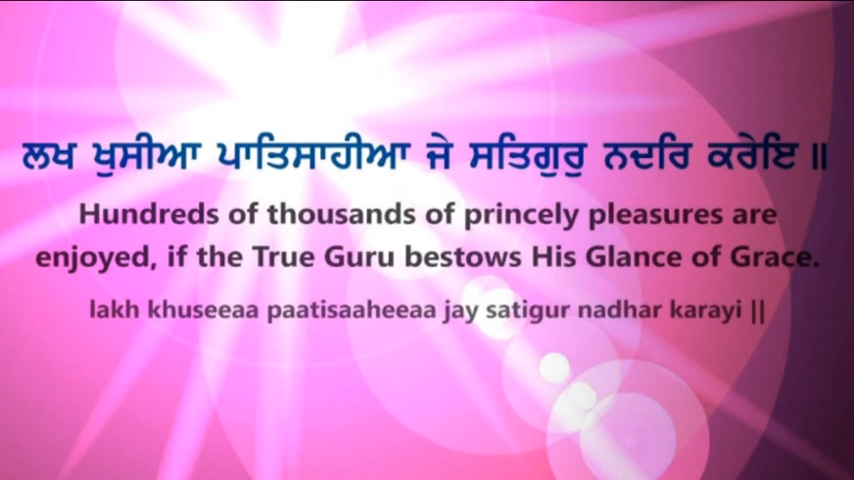 ਲਖ ਖੁਸੀਆ ਪਾਤਿਸਾਹੀਆ ਜੇ ਸਤਿਗੁਰੁ ਨਦਰਿ ਕਰੇਇ ॥
Hundreds of thousands of princely pleasures are
enjoyed, if the True Guru bestows His Glance of Grace.
lakh khuseeaa paatisaaheeaa jay satigur nadhar karayi ||